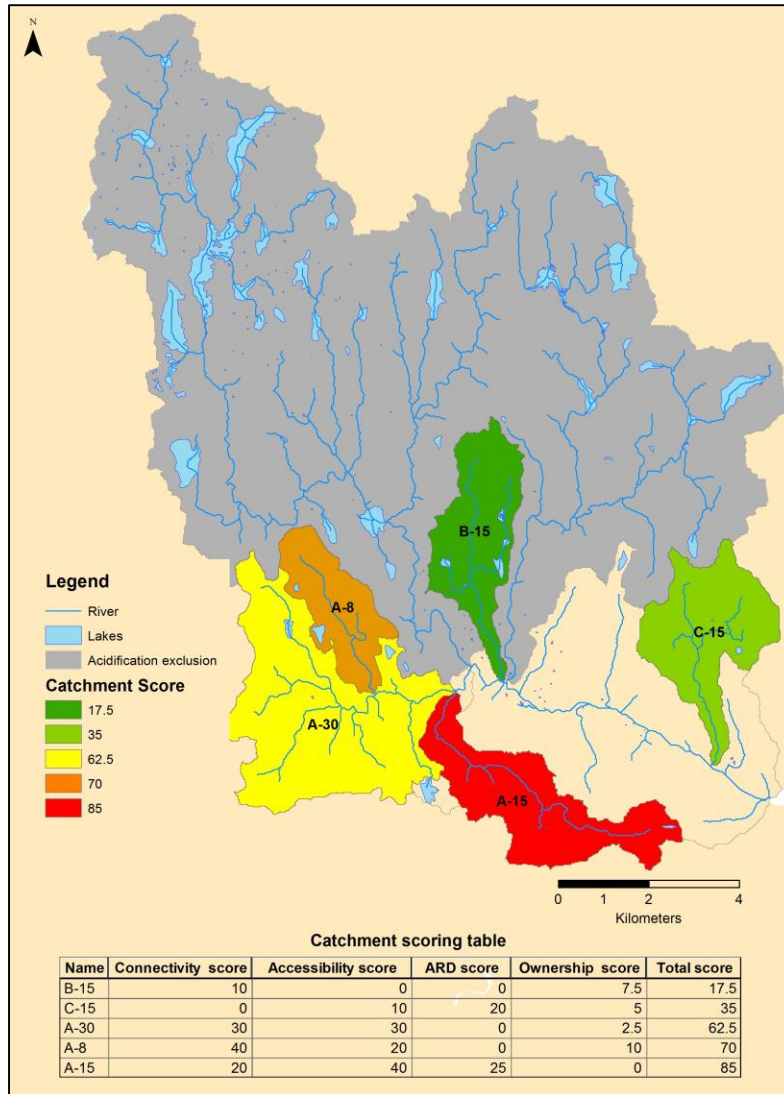 N
B-15
A-8
C-15
A-30
A-15
Legend
River
Lakes
Acidification exclusion
Catchment Score
17.5
35
62.5
70
85
0 1 2 4
Kilometers
Catchment scoring table
Name Connectivity score Accessibility score ARD score Ownership score Total score
B-15 10 0 0 7.5 17.5
C-15 0 10 20 5 35
A-30 30 30 0 2.5 62.5
A-8 40 20 0 10 70
A-15 20 40 25 0 85